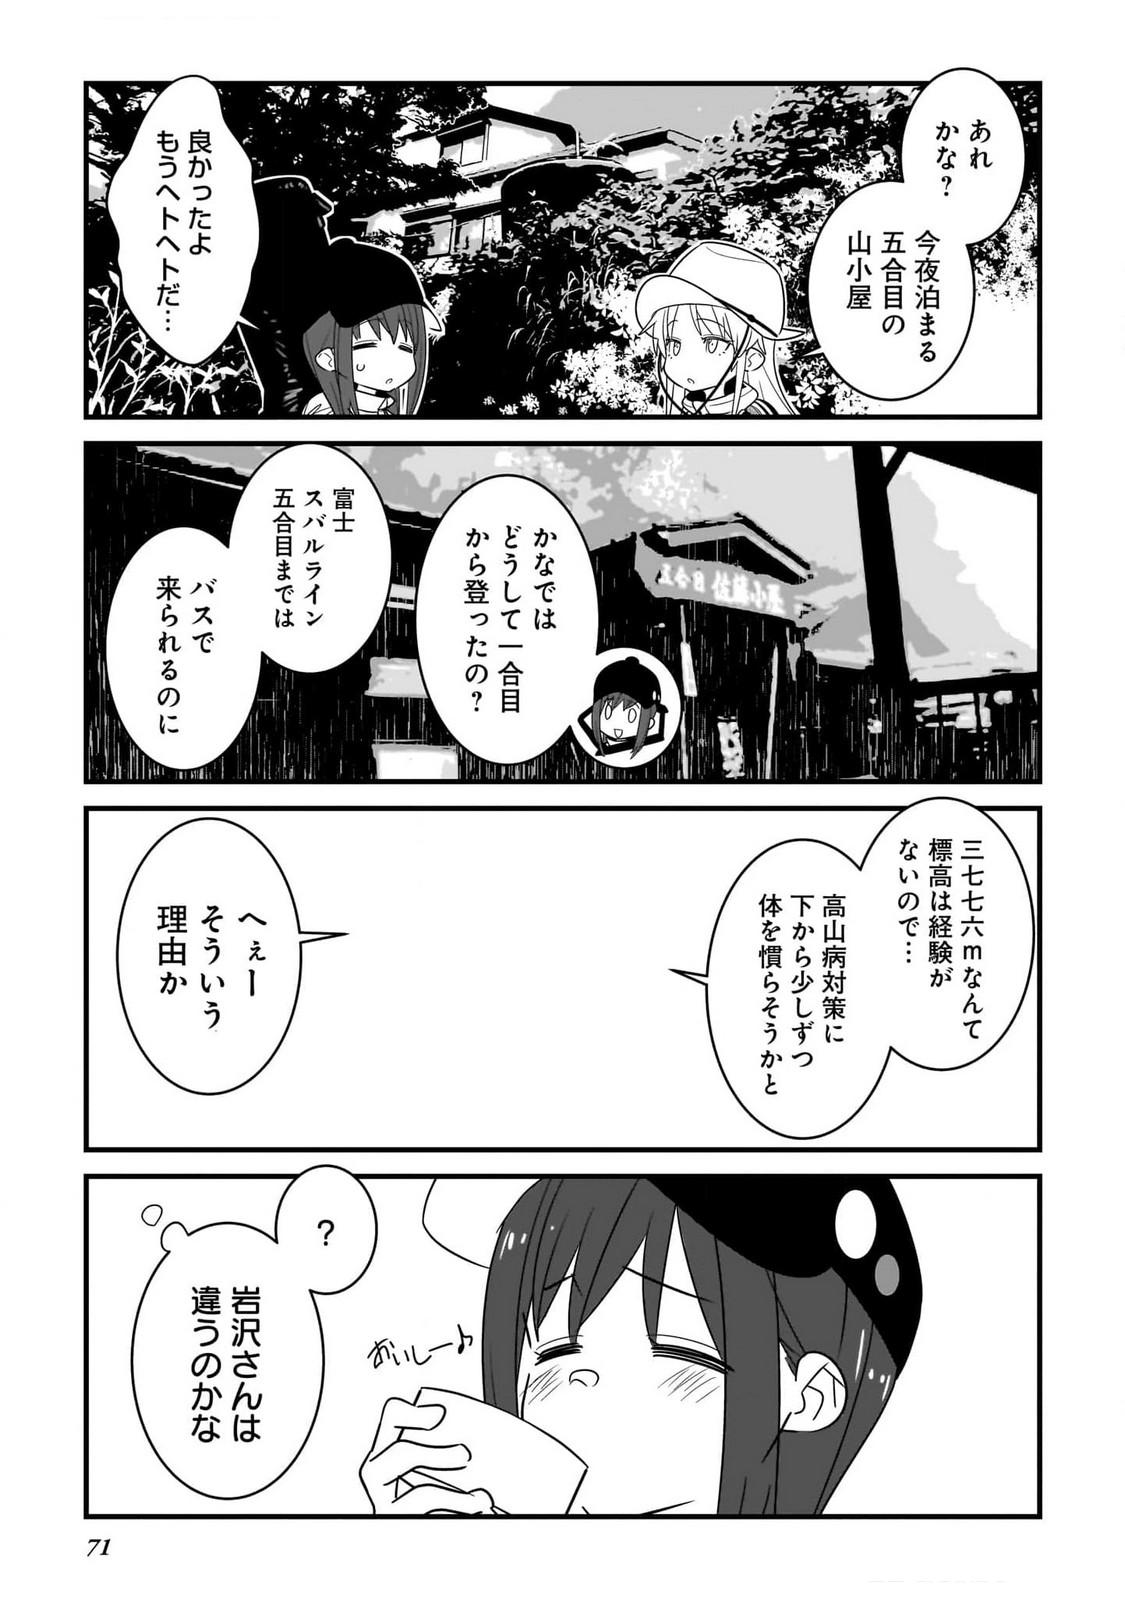 あれ
かな?
今夜泊まる
五合目の
山小屋
良かったよ
もうヘトヘトだ…
五合目 佐藤小屋
かなでは
どうして一合目
から登ったの?
富士
スバルライン
五合目までは
バスで
来られるのに
三七七六mなんて
標高は経験が
ないので…
高山病対策に
下から少しずつ
体を慣らそうかと
へぇー
そういう
理由か
?
岩沢さんは
違うのかな
おいしー♪
71